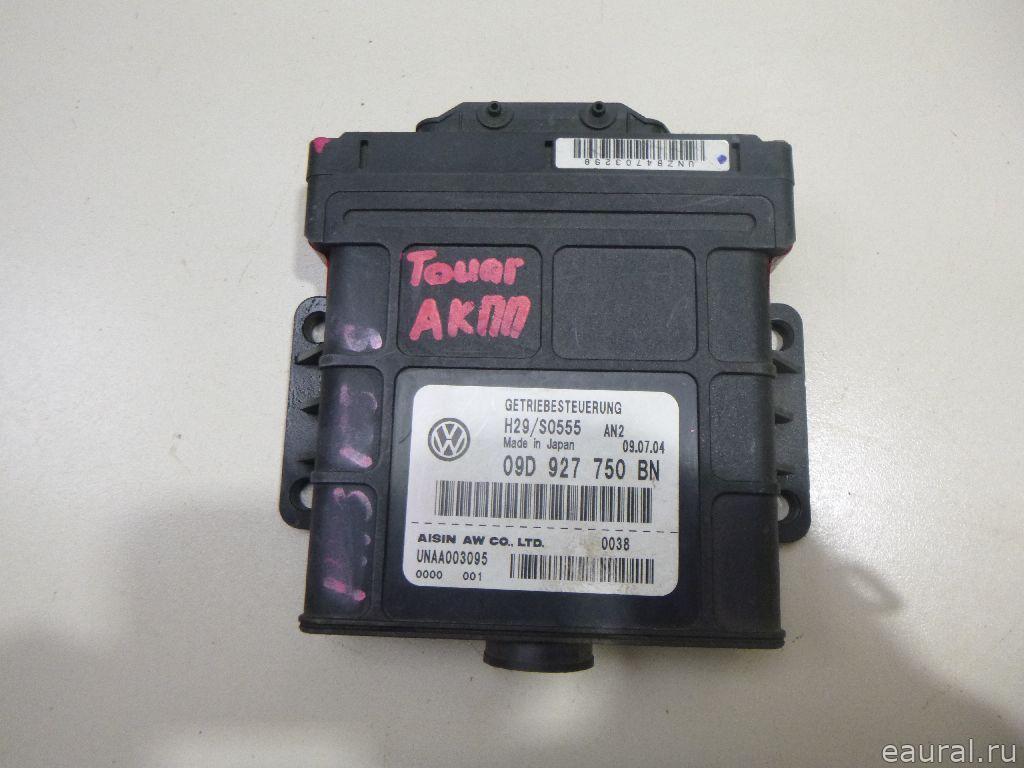 UNZB84703298
Touar
АКПП
GETRIEBESTEUERUNG
H29/S0555 AN2
Made in Japan 09.07.04
09D 927 750 BN
AISIN AW CO., LTD. 0038
UNAA003095
0000 001
eaural.ru